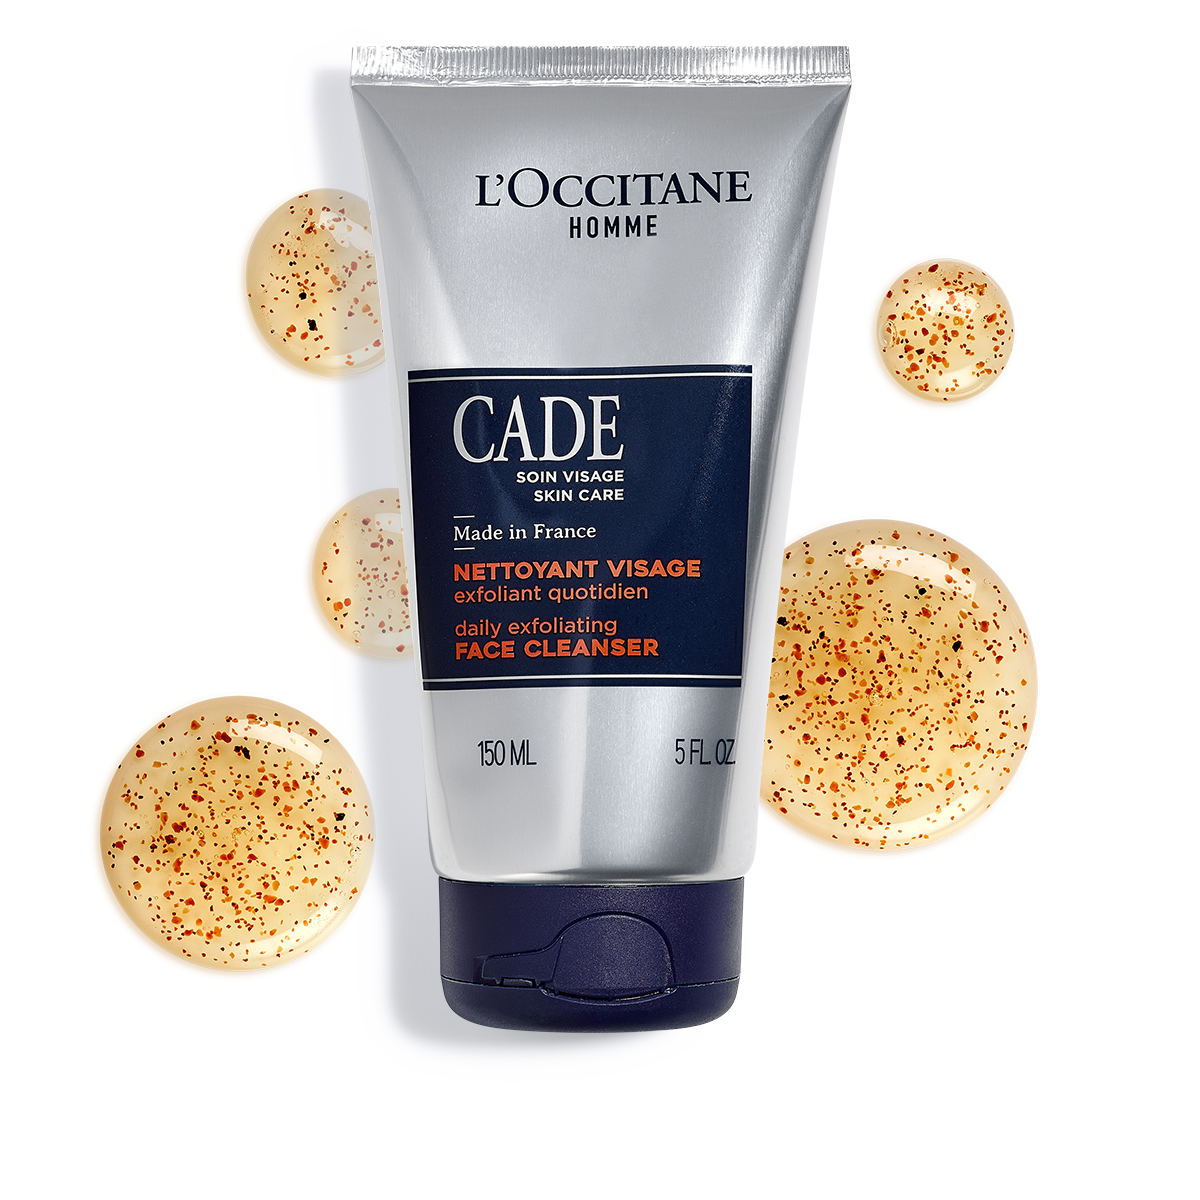 L'OCCITANE
HOMME
CADE
SOIN VISAGE
SKIN CARE
Made in France
NETTOYANT VISAGE
exfoliant quotidien
daily exfoliating
FACE CLEANSER
150 ML 5 FL. OZ.